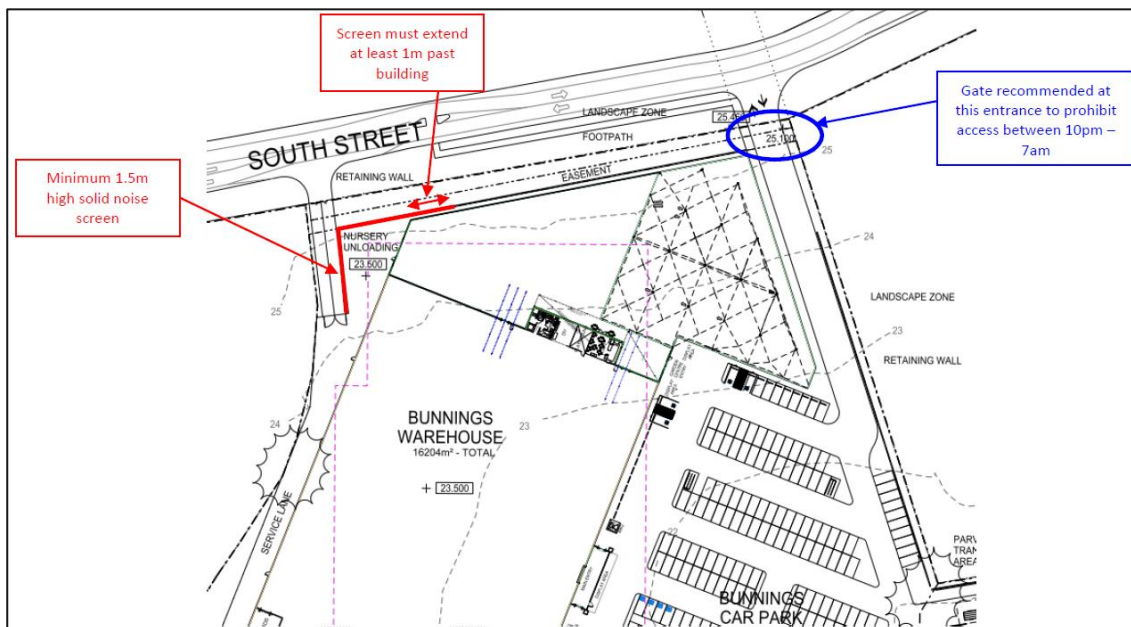 Screen must extend
at least 1m past
building
Gate recommended at
this entrance to prohibit
access between 10pm –
7am
Minimum 1.5m
high solid noise
screen
SOUTH STREET
LANDSCAPE ZONE
FOOTPATH
25
RETAINING WALL
EASEMENT
NURSERY
UNLOADING
23.500
24
25
LANDSCAPE ZONE
23
RETAINING WALL
BUNNINGS
WAREHOUSE
16204m² - TOTAL
23
23.500
24
SERVICE LANE
22
BUNNINGS
CAR PARK